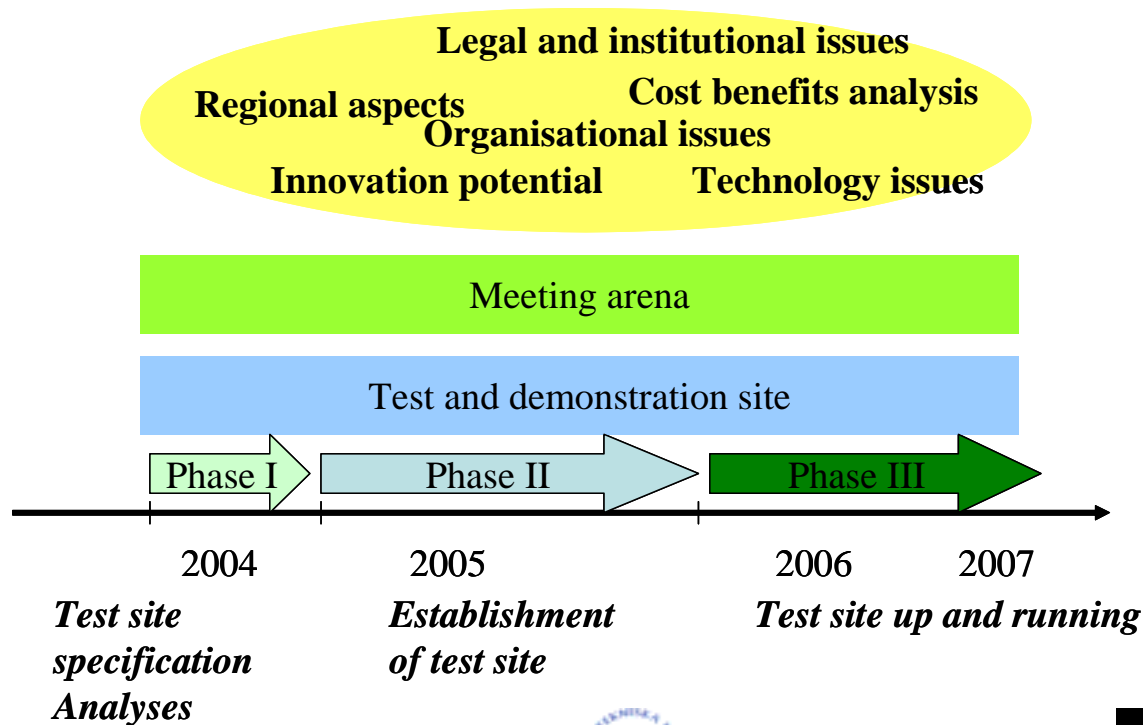 Legal and institutional issues
Regional aspects
Cost benefits analysis
Organisational issues
Innovation potential
Technology issues
Meeting arena
Test and demonstration site
Phase I
Phase II
Phase III
2004
2005
2006
2007
Test site
specification
Analyses
Establishment
of test site
Test site up and running